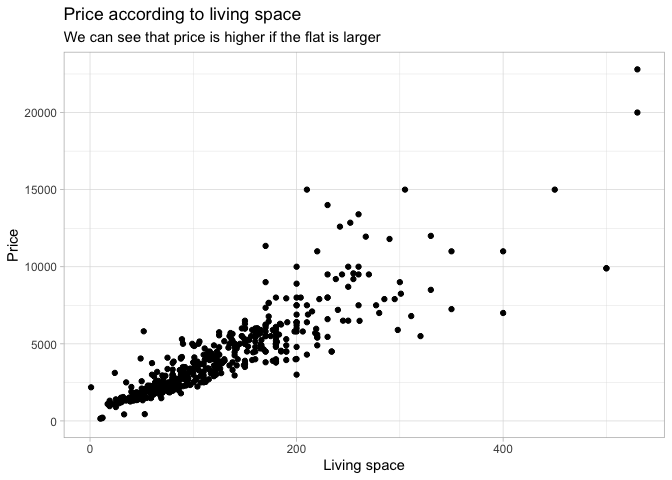 Price according to living space
We can see that price is higher if the flat is larger
20000
15000
10000
5000
0
Price
0 200 400
Living space